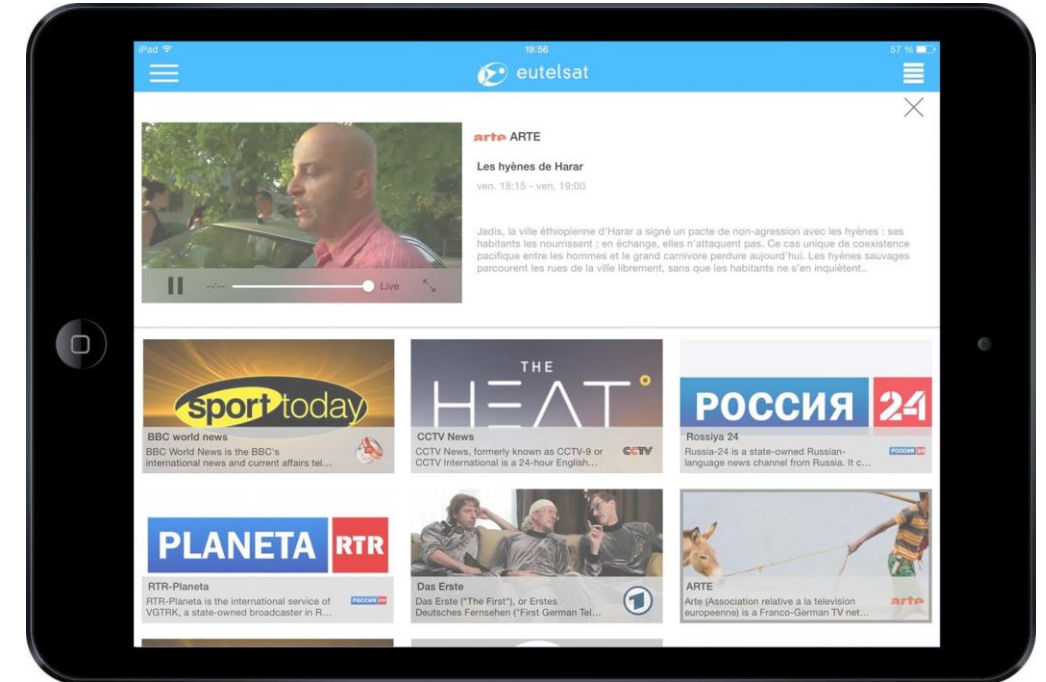 iPad
19:56
57 %
eutelsat
arte ARTE
Les hyènes de Harar
ven. 18:15 - ven. 19:00
Jadis, la ville éthiopienne d'Harar a signé un pacte de non-agression avec les hyènes : ses
habitants les nourrissent ; en échange, elles n'attaquent pas. Ce cas unique de coexistence
pacifique entre les hommes et le grand carnivore perdure aujourd'hui. Les hyènes sauvages
parcourent les rues de la ville librement, sans que les habitants ne s'en inquiètent..
--:--
Live
sporttoday
BBC world news
BBC World News is the BBC's
international news and current affairs tel...
THE
HEAT°
CCTV News
CCTV News, formerly known as CCTV-9 or
CCTV International is a 24-hour English...
CCTV
РОССИЯ 24
Rossiya 24
Russia-24 is a state-owned Russian-
language news channel from Russia. It c...
РОССИЯ 24
PLANETA RTR
RTR-Planeta
RTR-Planeta is the international service of
VGTRK, a state-owned broadcaster in R...
РОССИЯ 24
Das Erste
Das Erste ("The First"), or Erstes
Deutsches Fernsehen ("First German Tel...
1
ARTE
Arte (Association relative a la television
europeenne) is a Franco-German TV net...
arte